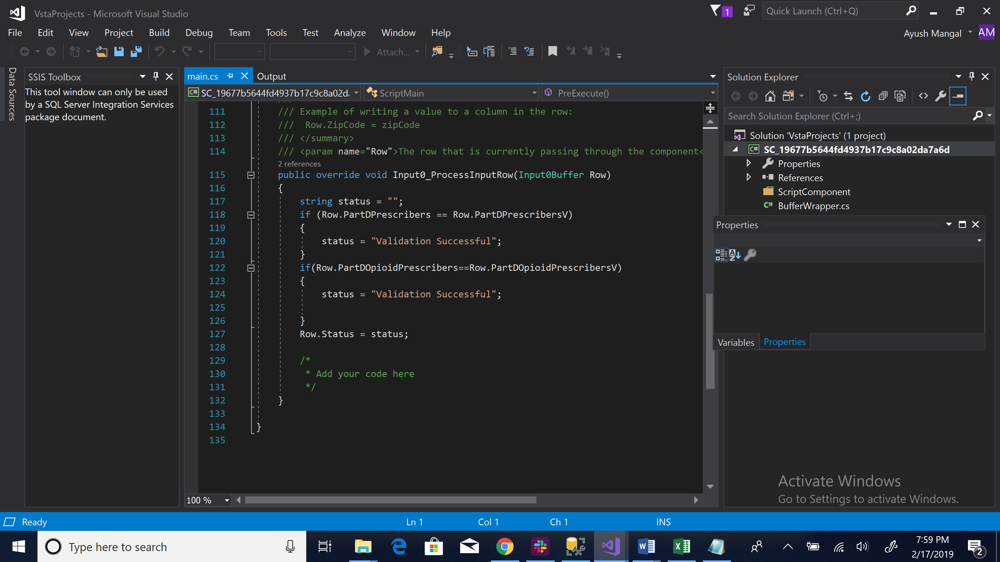 VstaProjects - Microsoft Visual Studio
1
Quick Launch (Ctrl+Q)
File Edit View Project Build Debug Team Tools Test Analyze Window Help
Ayush Mangal AM
Attach...
Data Sources
SSIS Toolbox
This tool window can only be used
by a SQL Server Integration Services
package document.
main.cs Output
C# SC_19677b5644fd4937b17c9c8a02d ScriptMain PreExecute()
111 /// Example of writing a value to a column in the row:
112 ///  Row.ZipCode = zipCode
113 /// </summary>
114 /// <param name="Row">The row that is currently passing through the component<
2 references
115 public override void Input0_ProcessInputRow(Input0Buffer Row)
116 {
117 string status = "";
118 if (Row.PartDPrescribers == Row.PartDPrescribersV)
119 {
120 status = "Validation Successful";
121 }
122 if(Row.PartDOpioidPrescribers==Row.PartDOpioidPrescribersV)
123 {
124 status = "Validation Successful";
125
126 }
127 Row.Status = status;
128
129 /*
130 * Add your code here
131 */
132 }
133
134 }
135
100 %
Solution Explorer
Search Solution Explorer (Ctrl+;)
Solution 'VstaProjects' (1 project)
C# SC_19677b5644fd4937b17c9c8a02da7a6d
Properties
References
ScriptComponent
C# BufferWrapper.cs
Properties
Variables Properties
Activate Windows
Go to Settings to activate Windows.
Ready Ln 1 Col 1 Ch 1 INS
Type here to search
7:59 PM
2/17/2019
2